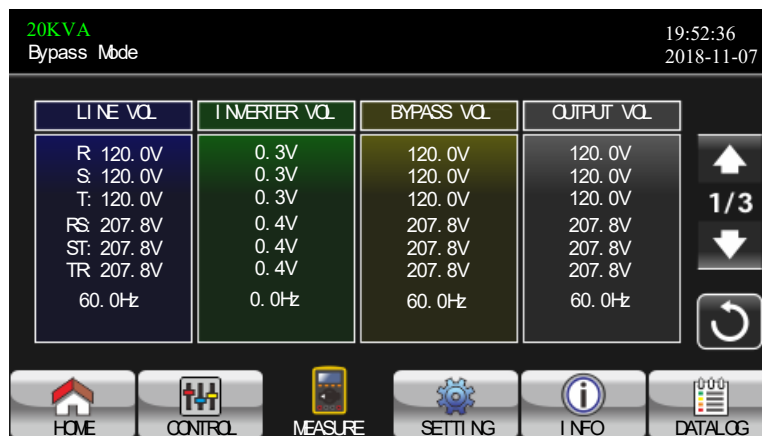 20KVA
Bypass Mode
19:52:36
2018-11-07
LINE VOL
R: 120.0V
S: 120.0V
T: 120.0V
RS: 207.8V
ST: 207.8V
TR: 207.8V
60.0Hz
INVERTER VOL
0.3V
0.3V
0.3V
0.4V
0.4V
0.4V
0.0Hz
BYPASS VOL
120.0V
120.0V
120.0V
207.8V
207.8V
207.8V
60.0Hz
OUTPUT VOL
120.0V
120.0V
120.0V
207.8V
207.8V
207.8V
60.0Hz
1/3
HOME
CONTROL
MEASURE
SETTING
INFO
DATALOG